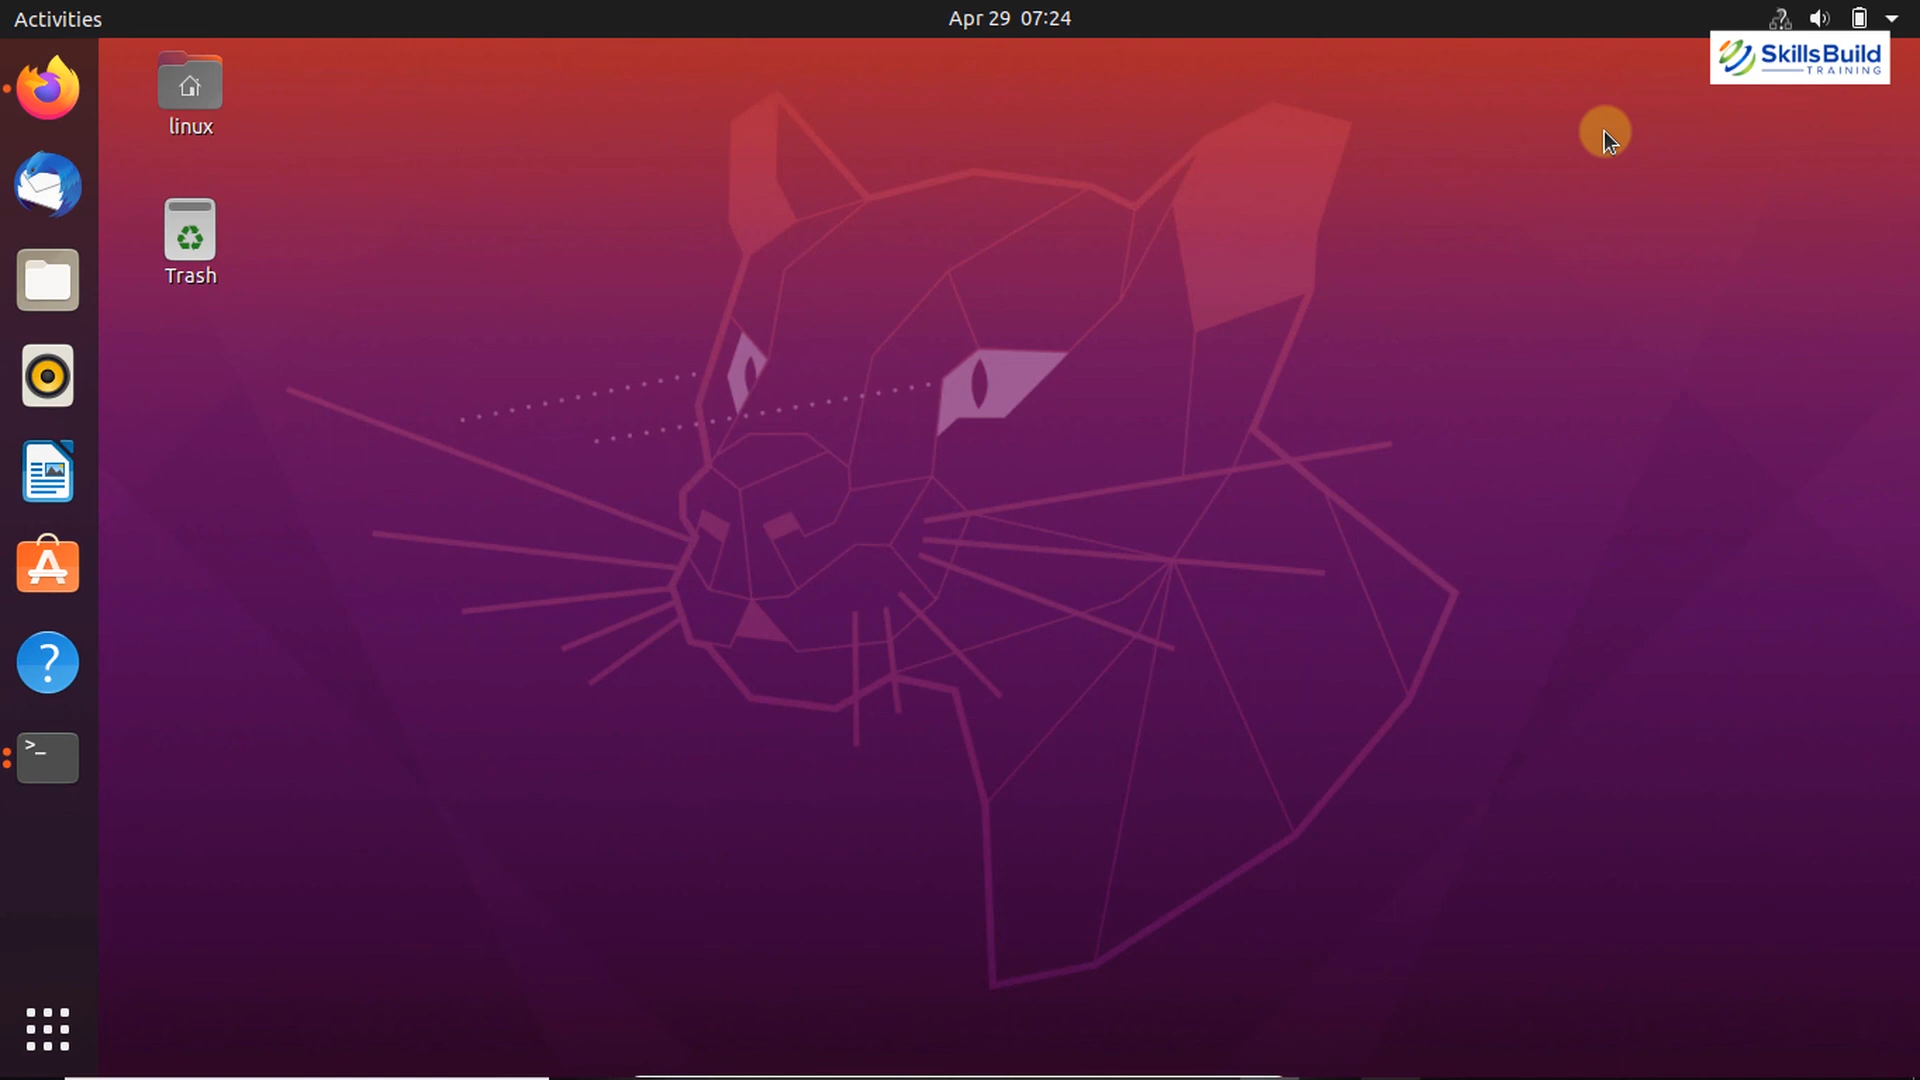 Activities
Apr 29 07:24
SkillsBuild
TRAINING
linux
Trash
?
>_